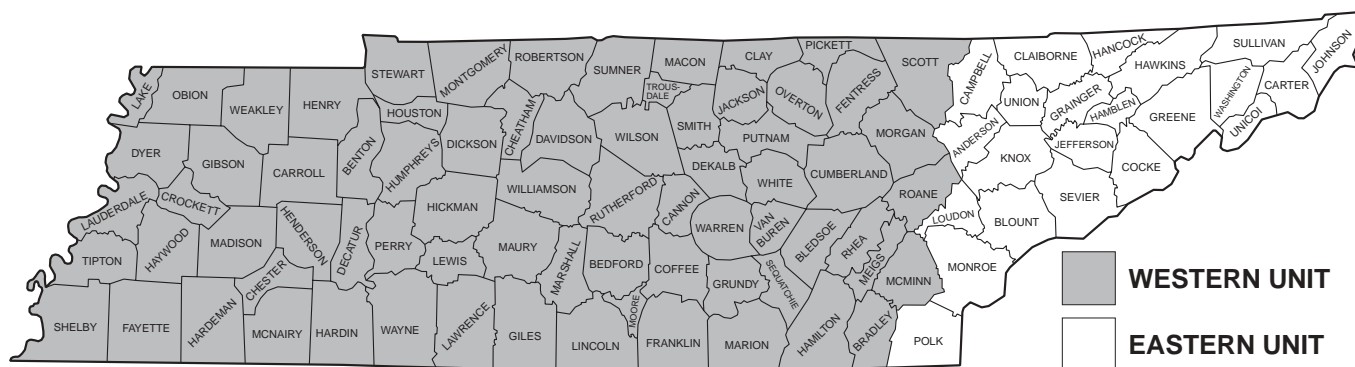 LAKE
OBION
WEAKLEY
HENRY
STEWART
MONTGOMERY
ROBERTSON
SUMNER
MACON
TROUS-
DALE
CLAY
PICKETT
JACKSON
OVERTON
FENTRESS
SCOTT
CAMPBELL
CLAIBORNE
HANCOCK
HAWKINS
SULLIVAN
JOHNSON
CARTER
WASHINGTON
UNICOI
GREENE
HAMBLEN
GRAINGER
UNION
ANDERSON
KNOX
JEFFERSON
COCKE
SEVIER
BLOUNT
LOUDON
MONROE
POLK
DYER
GIBSON
CARROLL
BENTON
HOUSTON
HUMPHREYS
DICKSON
CHEATHAM
DAVIDSON
WILSON
SMITH
PUTNAM
DEKALB
WHITE
CUMBERLAND
MORGAN
ROANE
LAUDERDALE
CROCKETT
HAYWOOD
MADISON
HENDERSON
DECATUR
PERRY
HICKMAN
LEWIS
WILLIAMSON
MAURY
RUTHERFORD
CANNON
WARREN
VAN
BUREN
BLEDSOE
RHEA
MEIGS
MCMINN
TIPTON
CHESTER
MARSHALL
BEDFORD
COFFEE
GRUNDY
SEQUATCHIE
SHELBY
FAYETTE
HARDEMAN
MCNAIRY
HARDIN
WAYNE
LAWRENCE
GILES
LINCOLN
MOORE
FRANKLIN
MARION
HAMILTON
BRADLEY
WESTERN UNIT
EASTERN UNIT